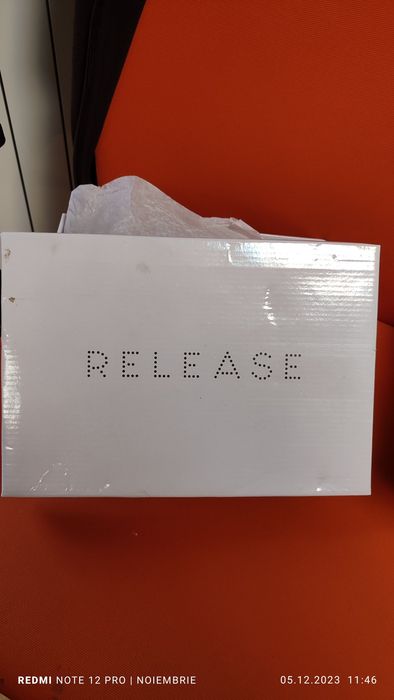 RELEASE
REDMI NOTE 12 PRO | NOIEMBRIE
05.12.2023 11:46